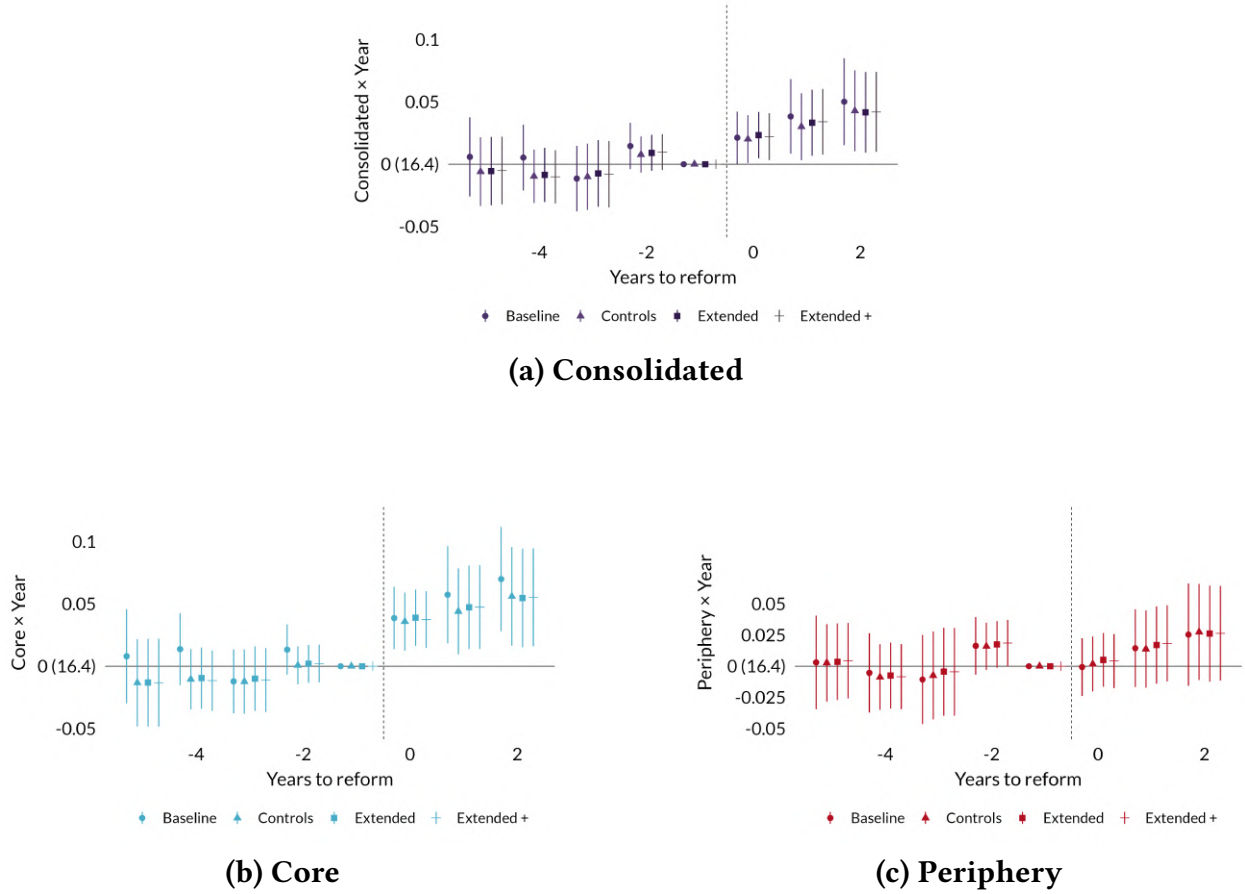 Consolidated × Year
0.1
0.05
0 (16.4)
-0.05
-4 -2 0 2
Years to reform
Baseline Controls Extended Extended +
(a) Consolidated
Core × Year
0.1
0.05
0 (16.4)
-0.05
-4 -2 0 2
Years to reform
Baseline Controls Extended Extended +
(b) Core
Periphery × Year
0.05
0.025
0 (16.4)
-0.025
-0.05
-4 -2 0 2
Years to reform
Baseline Controls Extended Extended +
(c) Periphery